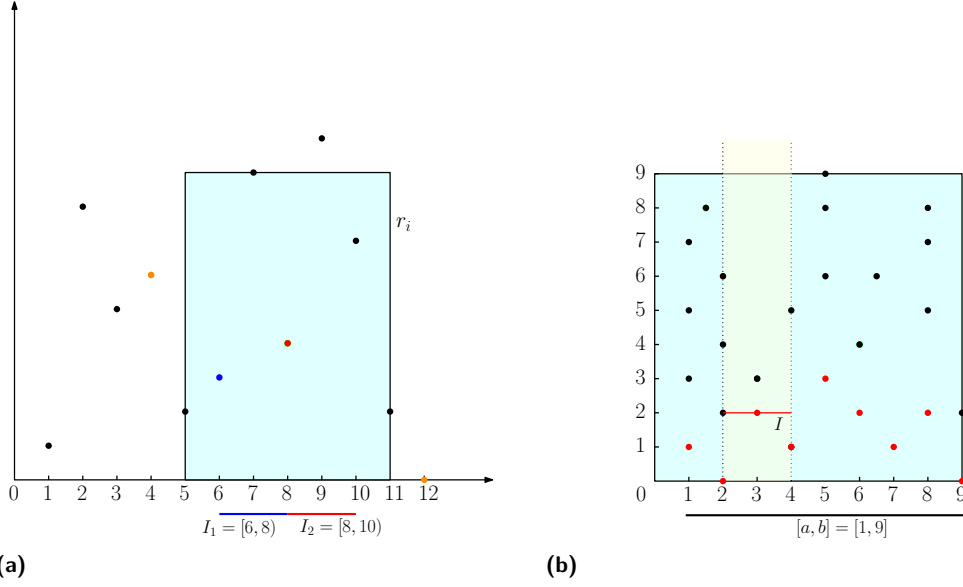 r_i
0 1 2 3 4 5 6 7 8 9 10 11 12
I_1 = [6, 8) I_2 = [8, 10)
(a)
9
8
7
6
5
4
3
2
1
0
I
1 2 3 4 5 6 7 8 9
[a, b] = [1, 9]
(b)